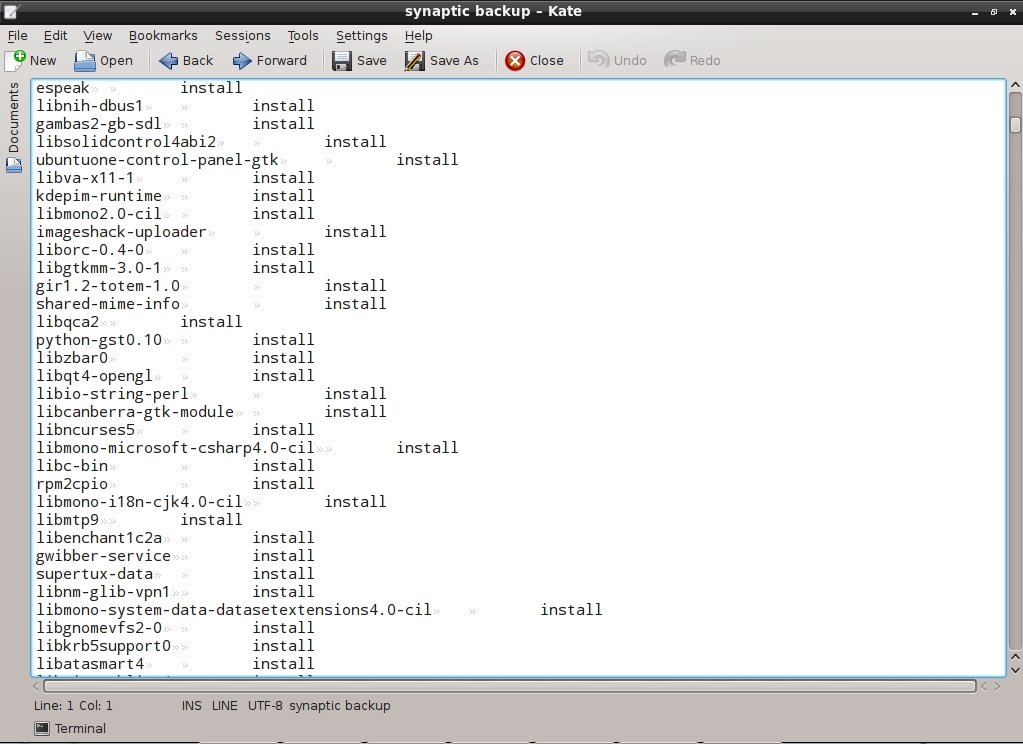 synaptic backup – Kate
File Edit View Bookmarks Sessions Tools Settings Help
New Open Back Forward Save Save As Close Undo Redo
Documents
espeak install
libnih-dbus1 install
gambas2-gb-sdl install
libsolidcontrol4abi2 install
ubuntuone-control-panel-gtk install
libva-x11-1 install
kdepim-runtime install
libmono2.0-cil install
imageshack-uploader install
liborc-0.4-0 install
libgtkmm-3.0-1 install
gir1.2-totem-1.0 install
shared-mime-info install
libqca2 install
python-gst0.10 install
libzbar0 install
libqt4-opengl install
libio-string-perl install
libcanberra-gtk-module install
libncurses5 install
libmono-microsoft-csharp4.0-cil install
libc-bin install
rpm2cpio install
libmono-i18n-cjk4.0-cil install
libmtp9 install
libenchant1c2a install
gwibber-service install
supertux-data install
libnm-glib-vpn1 install
libmono-system-data-datasetextensions4.0-cil install
libgnomevfs2-0 install
libkrb5support0 install
libatasmart4 install
Line: 1 Col: 1 INS LINE UTF-8 synaptic backup
Terminal